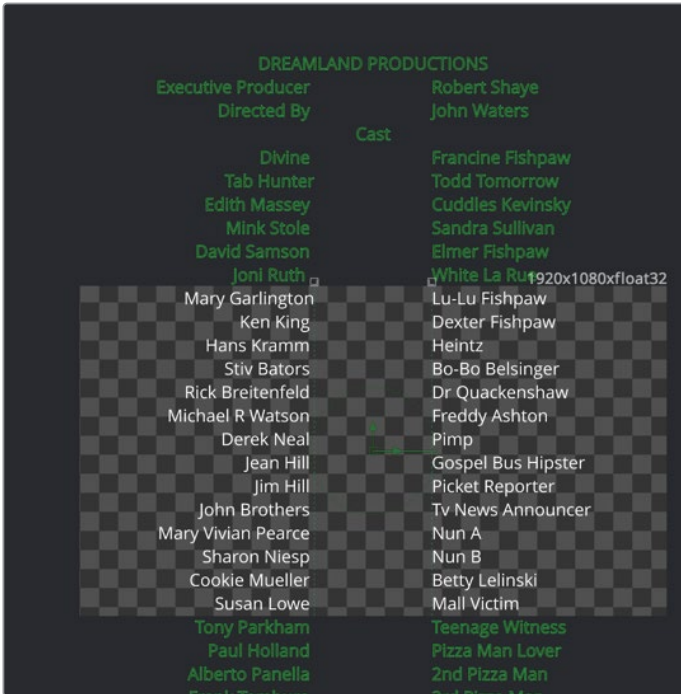 DREAMLAND PRODUCTIONS
Executive Producer Robert Shaye
Directed By John Waters
Cast
Divine Francine Fishpaw
Tab Hunter Todd Tomorrow
Edith Massey Cuddles Kevinsky
Mink Stole Sandra Sullivan
David Samson Elmer Fishpaw
Joni Ruth White La Rue
1920x1080xfloat32
Mary Garlington Lu-Lu Fishpaw
Ken King Dexter Fishpaw
Hans Kramm Heintz
Stiv Bators Bo-Bo Belsinger
Rick Breitenfeld Dr Quackenshaw
Michael R Watson Freddy Ashton
Derek Neal Pimp
Jean Hill Gospel Bus Hipster
Jim Hill Picket Reporter
John Brothers Tv News Announcer
Mary Vivian Pearce Nun A
Sharon Niesp Nun B
Cookie Mueller Betty Lelinski
Susan Lowe Mall Victim
Tony Parkham Teenage Witness
Paul Holland Pizza Man Lover
Alberto Panella 2nd Pizza Man